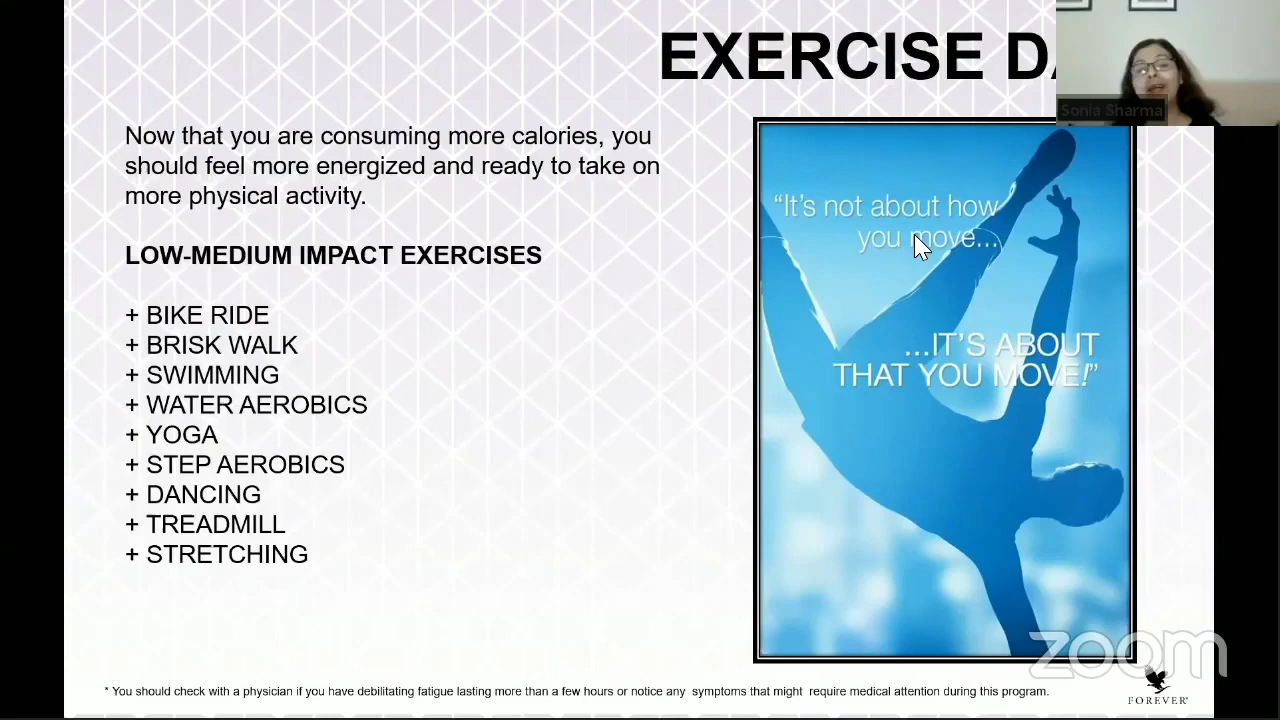 EXERCISE DA
Sonia Sharma
Now that you are consuming more calories, you
should feel more energized and ready to take on
more physical activity.
LOW-MEDIUM IMPACT EXERCISES
+ BIKE RIDE
+ BRISK WALK
+ SWIMMING
+ WATER AEROBICS
+ YOGA
+ STEP AEROBICS
+ DANCING
+ TREADMILL
+ STRETCHING
“It’s not about how
you move...
...IT’S ABOUT
THAT YOU MOVE!”
zoom
* You should check with a physician if you have debilitating fatigue lasting more than a few hours or notice any symptoms that might require medical attention during this program.
FOREVER